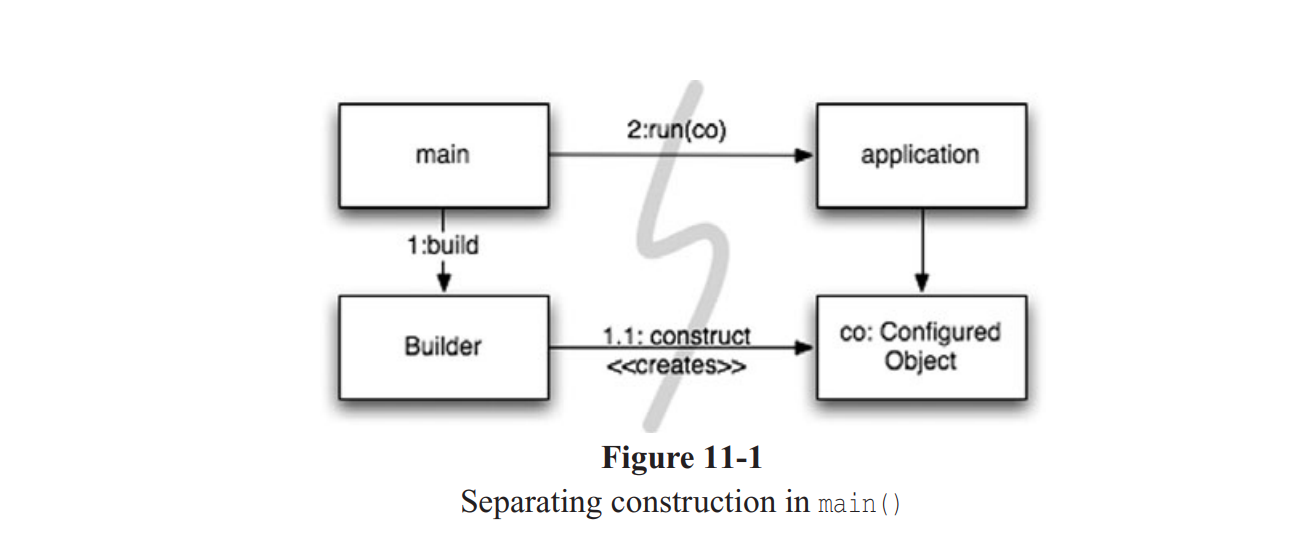 2:run(co)
main
application
1:build
Builder
1.1: construct
<<creates>>
co: Configured
Object
Figure 11-1
Separating construction in main()